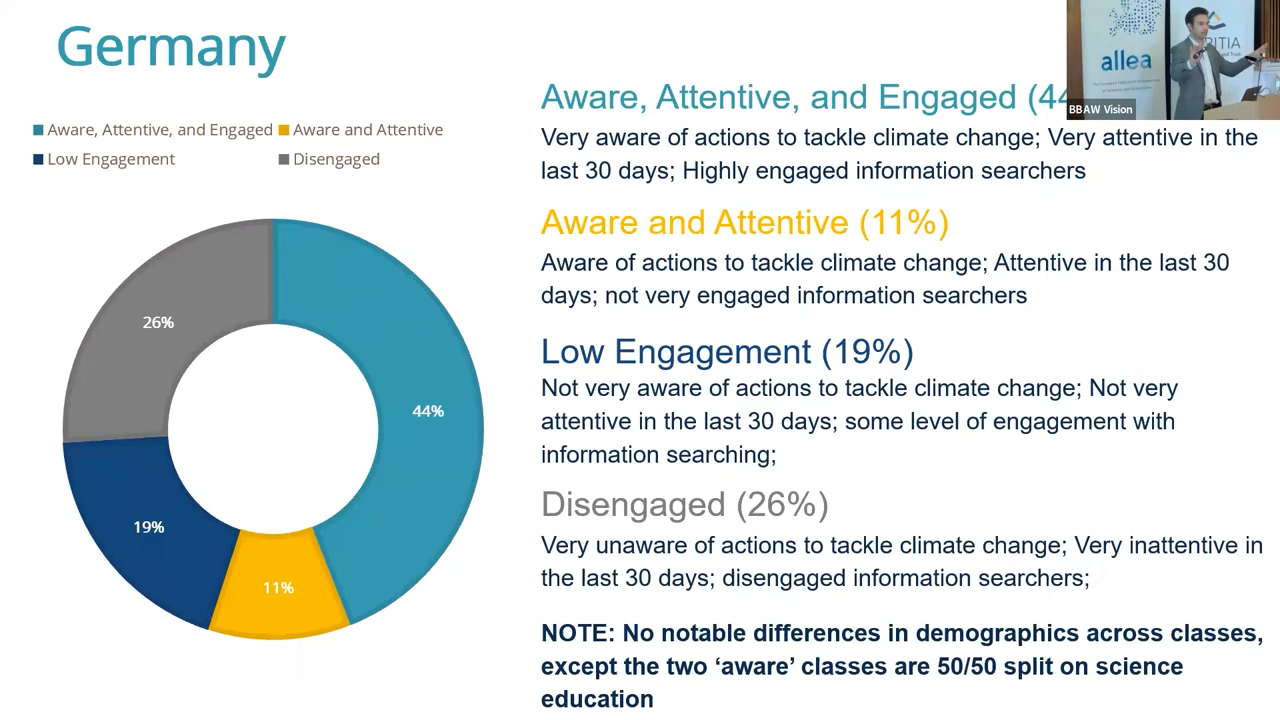 Germany
Aware, Attentive, and Engaged
Aware and Attentive
Low Engagement
Disengaged
26%
44%
19%
11%
Aware, Attentive, and Engaged (44
Very aware of actions to tackle climate change; Very attentive in the
last 30 days; Highly engaged information searchers
Aware and Attentive (11%)
Aware of actions to tackle climate change; Attentive in the last 30
days; not very engaged information searchers
Low Engagement (19%)
Not very aware of actions to tackle climate change; Not very
attentive in the last 30 days; some level of engagement with
information searching;
Disengaged (26%)
Very unaware of actions to tackle climate change; Very inattentive in
the last 30 days; disengaged information searchers;
NOTE: No notable differences in demographics across classes,
except the two ‘aware’ classes are 50/50 split on science
education
allea
RITIA
BBAW Vision